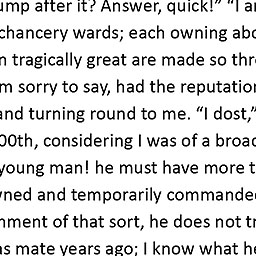 ump after it? Answer, quick!” “I a
chancery wards; each owning abo
n tragically great are made so thr
m sorry to say, had the reputation
and turning round to me. “I dost,”
00th, considering I was of a broad
young man! he must have more t
wned and temporarily commanded
nment of that sort, he does not tr
as mate years ago; I know what he